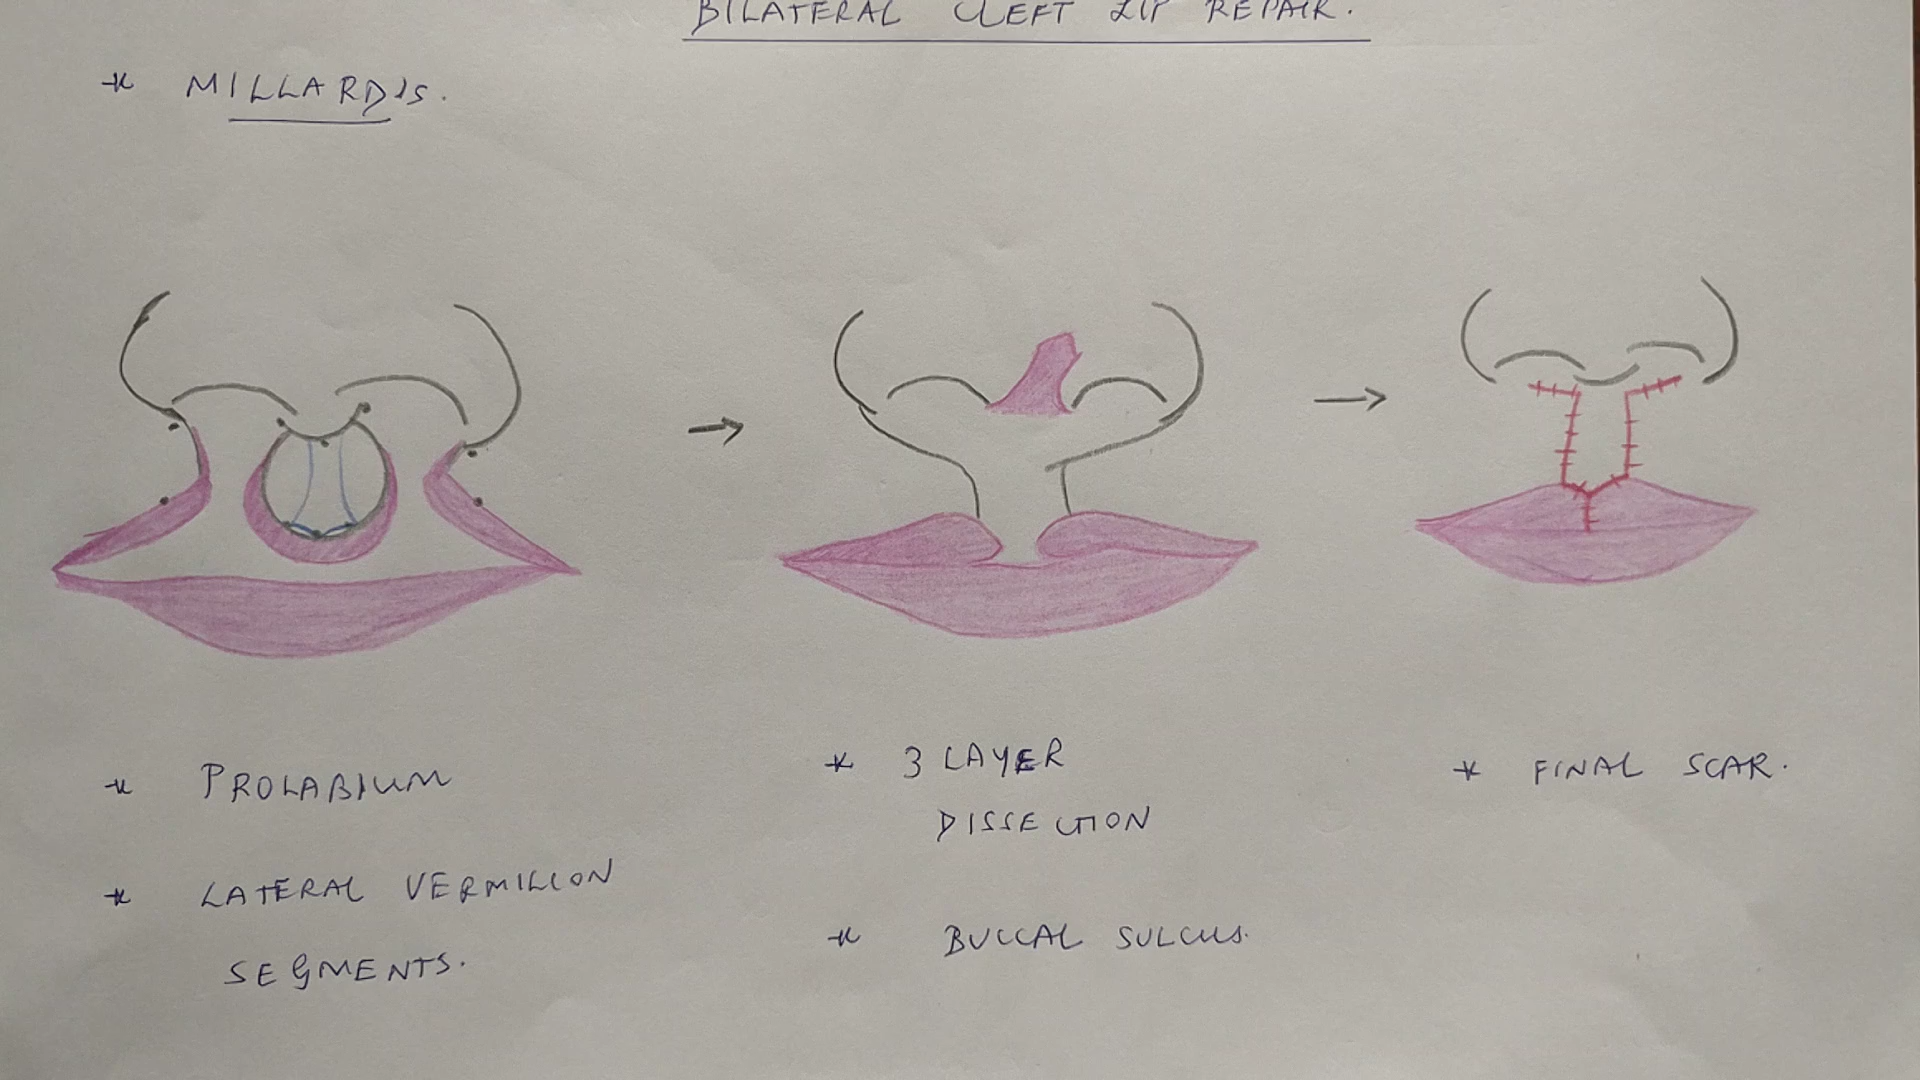 BILATERAL CLEFT LIP REPAIR.
* MILLARD'S.
* PROLABIUM
* LATERAL VERMILLON
SEGMENTS.
* 3 LAYER
DISSECTION
* BUCCAL SULCUS.
* FINAL SCAR.